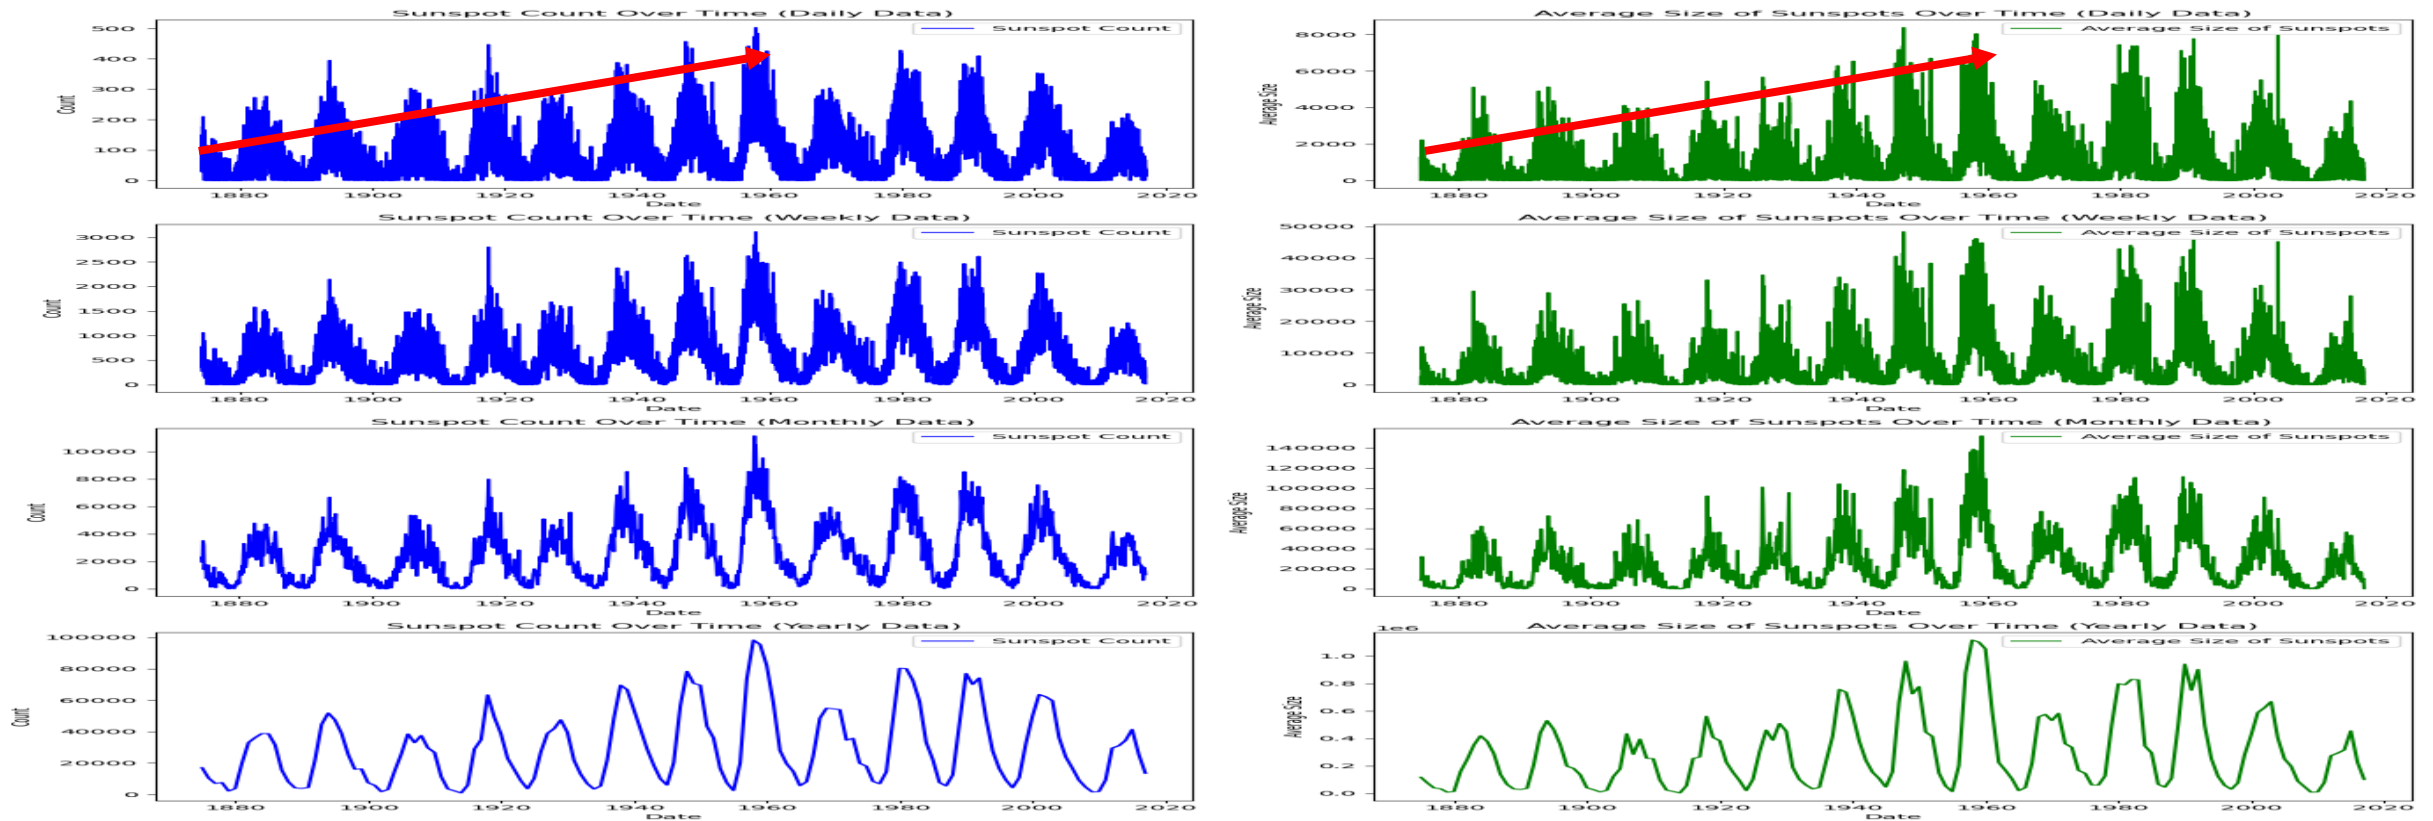 Sunspot Count Over Time (Daily Data)
Sunspot Count
500
400
300
200
100
0
Count
1880 1900 1920 1940 1960 1980 2000 2020
Date
Average Size of Sunspots Over Time (Daily Data)
Average Size of Sunspots
8000
6000
4000
2000
0
Average Size
1880 1900 1920 1940 1960 1980 2000 2020
Date
Sunspot Count Over Time (Weekly Data)
Sunspot Count
3000
2500
2000
1500
1000
500
0
Count
1880 1900 1920 1940 1960 1980 2000 2020
Date
Average Size of Sunspots Over Time (Weekly Data)
Average Size of Sunspots
50000
40000
30000
20000
10000
0
Average Size
1880 1900 1920 1940 1960 1980 2000 2020
Date
Sunspot Count Over Time (Monthly Data)
Sunspot Count
10000
8000
6000
4000
2000
0
Count
1880 1900 1920 1940 1960 1980 2000 2020
Date
Average Size of Sunspots Over Time (Monthly Data)
Average Size of Sunspots
140000
120000
100000
80000
60000
40000
20000
0
Average Size
1880 1900 1920 1940 1960 1980 2000 2020
Date
Sunspot Count Over Time (Yearly Data)
Sunspot Count
100000
80000
60000
40000
20000
0
Count
1880 1900 1920 1940 1960 1980 2000 2020
Date
Average Size of Sunspots Over Time (Yearly Data)
1e6
Average Size of Sunspots
1.0
0.8
0.6
0.4
0.2
0.0
Average Size
1880 1900 1920 1940 1960 1980 2000 2020
Date